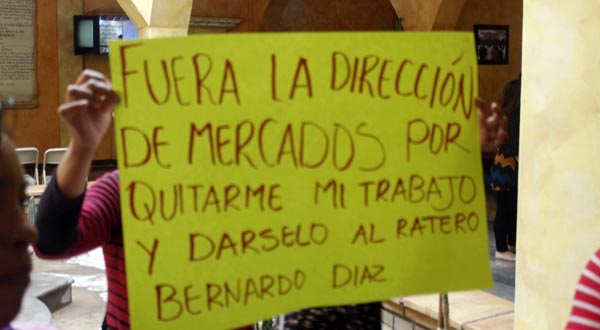 FUERA LA DIRECCIÓN
DE MERCADOS POR
QUITARME MI TRABAJO
Y DARSELO AL RATERO
BERNARDO DIAZ.